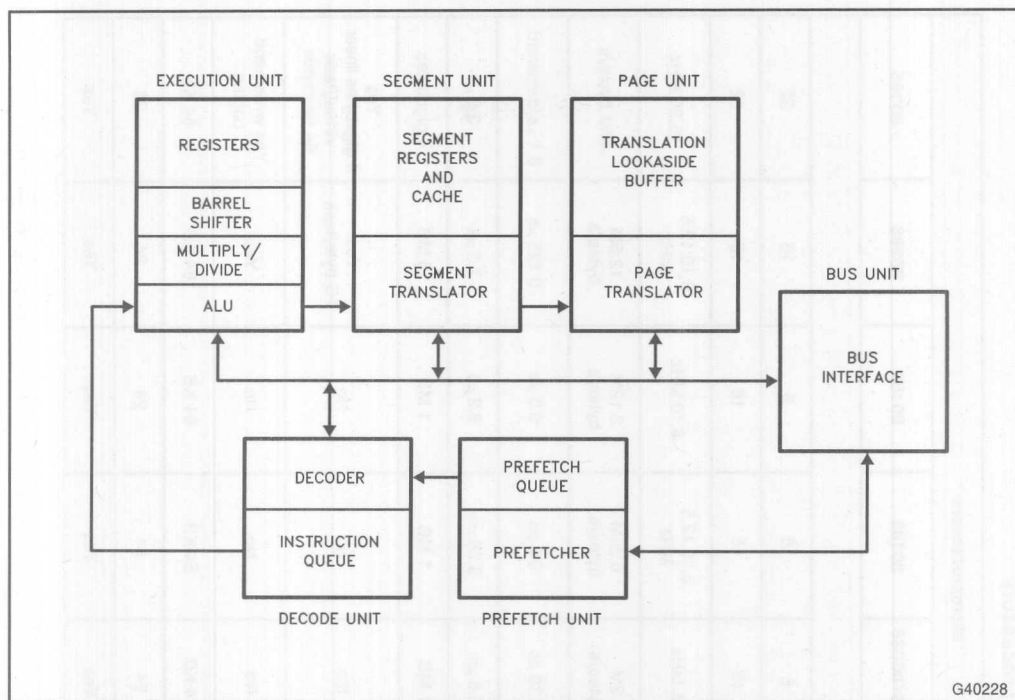 EXECUTION UNIT
REGISTERS
BARREL
SHIFTER
MULTIPLY/
DIVIDE
ALU
SEGMENT UNIT
SEGMENT
REGISTERS
AND
CACHE
SEGMENT
TRANSLATOR
PAGE UNIT
TRANSLATION
LOOKASIDE
BUFFER
PAGE
TRANSLATOR
BUS UNIT
BUS
INTERFACE
DECODER
INSTRUCTION
QUEUE
DECODE UNIT
PREFETCH
QUEUE
PREFETCHER
PREFETCH UNIT
G40228